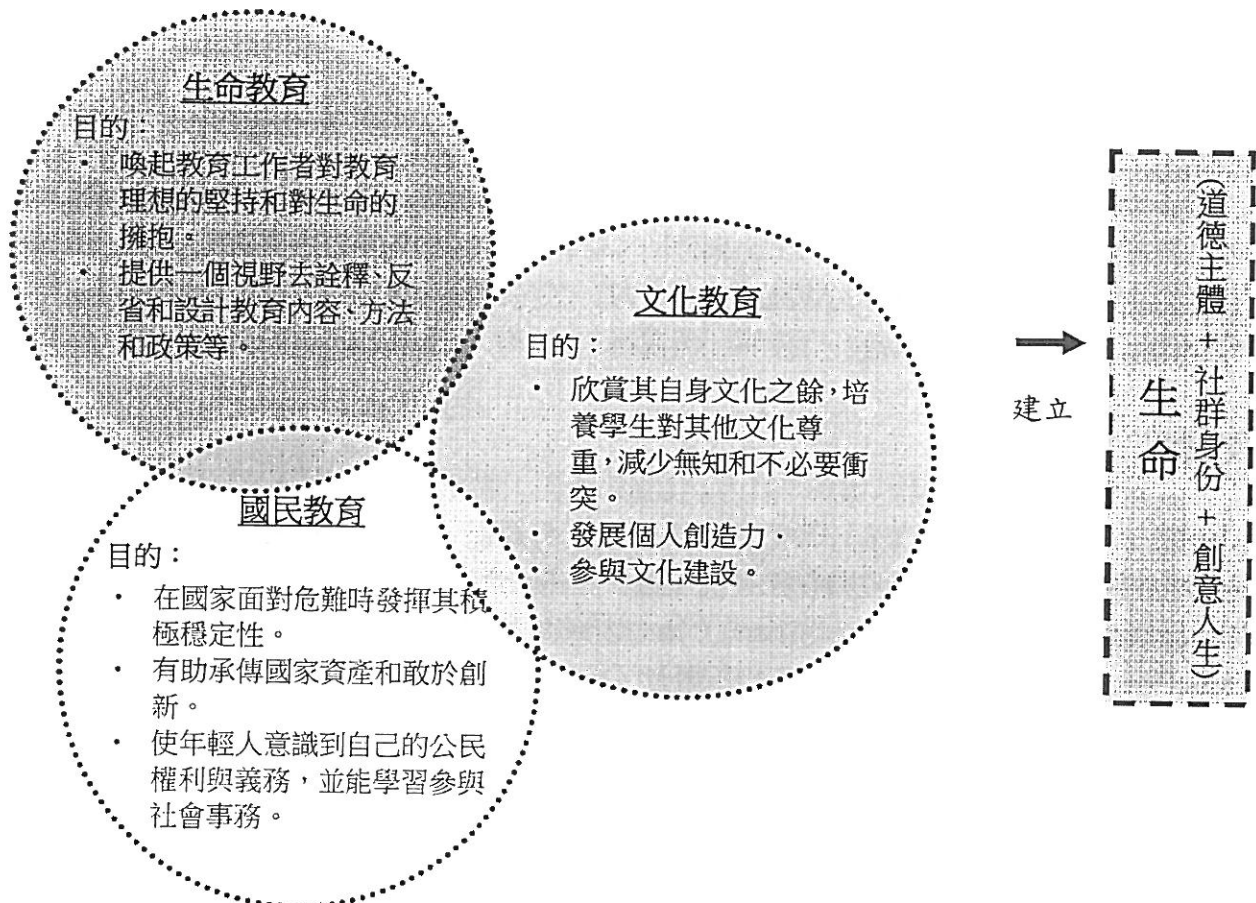 生命教育
目的：
• 喚起教育工作者對教育
理想的堅持和對生命的
擁抱。
• 提供一個視野去詮釋、反
省和設計教育內容、方法
和政策等。
文化教育
目的：
• 欣賞其自身文化之餘，培
養學生對其他文化尊
重，減少無知和不必要衝
突。
• 發展個人創造力．
• 參與文化建設。
國民教育
目的：
• 在國家面對危難時發揮其積
極穩定性。
• 有助承傳國家資產和敢於創
新。
• 使年輕人意識到自己的公民
權利與義務，並能學習參與
社會事務。
建立
(道德主體 + 社群身份 + 創意人生)
生命